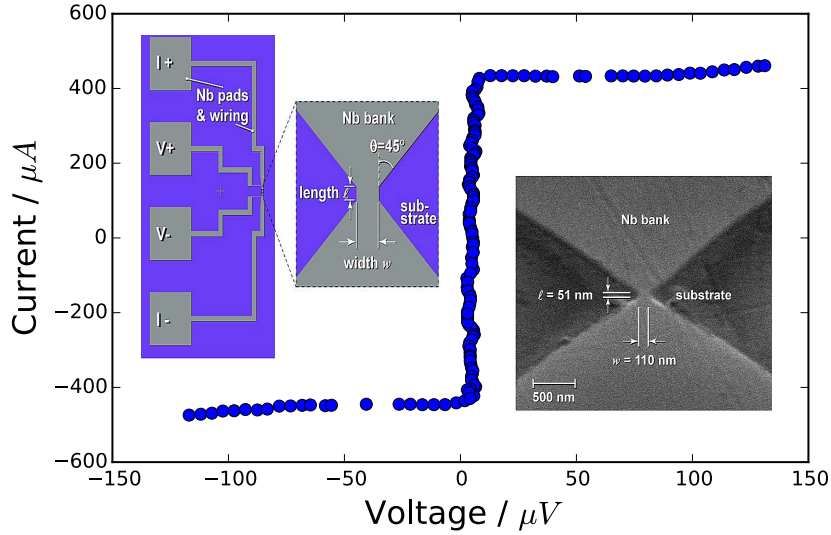 600
400
200
0
−200
−400
−600
−150
−100
−50
0
50
100
150
Current / μA
Voltage / μV
I +
Nb pads
& wiring
V+
V-
I -
Nb bank
θ=45°
length ℓ
sub-
strate
width w
Nb bank
ℓ = 51 nm
substrate
w = 110 nm
500 nm